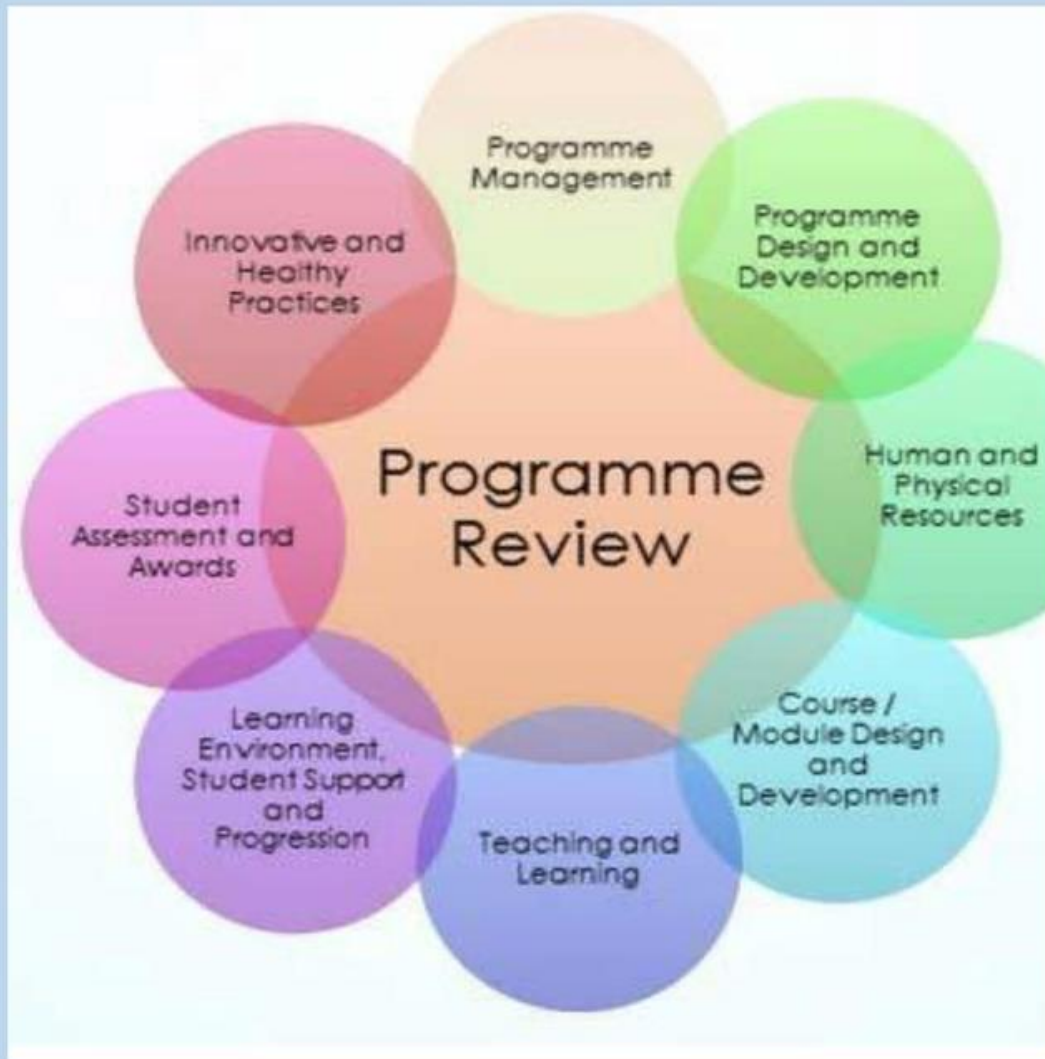 Programme
Management
Programme
Design and
Development
Human and
Physical
Resources
Course /
Module Design
and
Development
Teaching and
Learning
Learning
Environment,
Student Support
and
Progression
Student
Assessment and
Awards
Innovative and
Healthy
Practices
Programme
Review